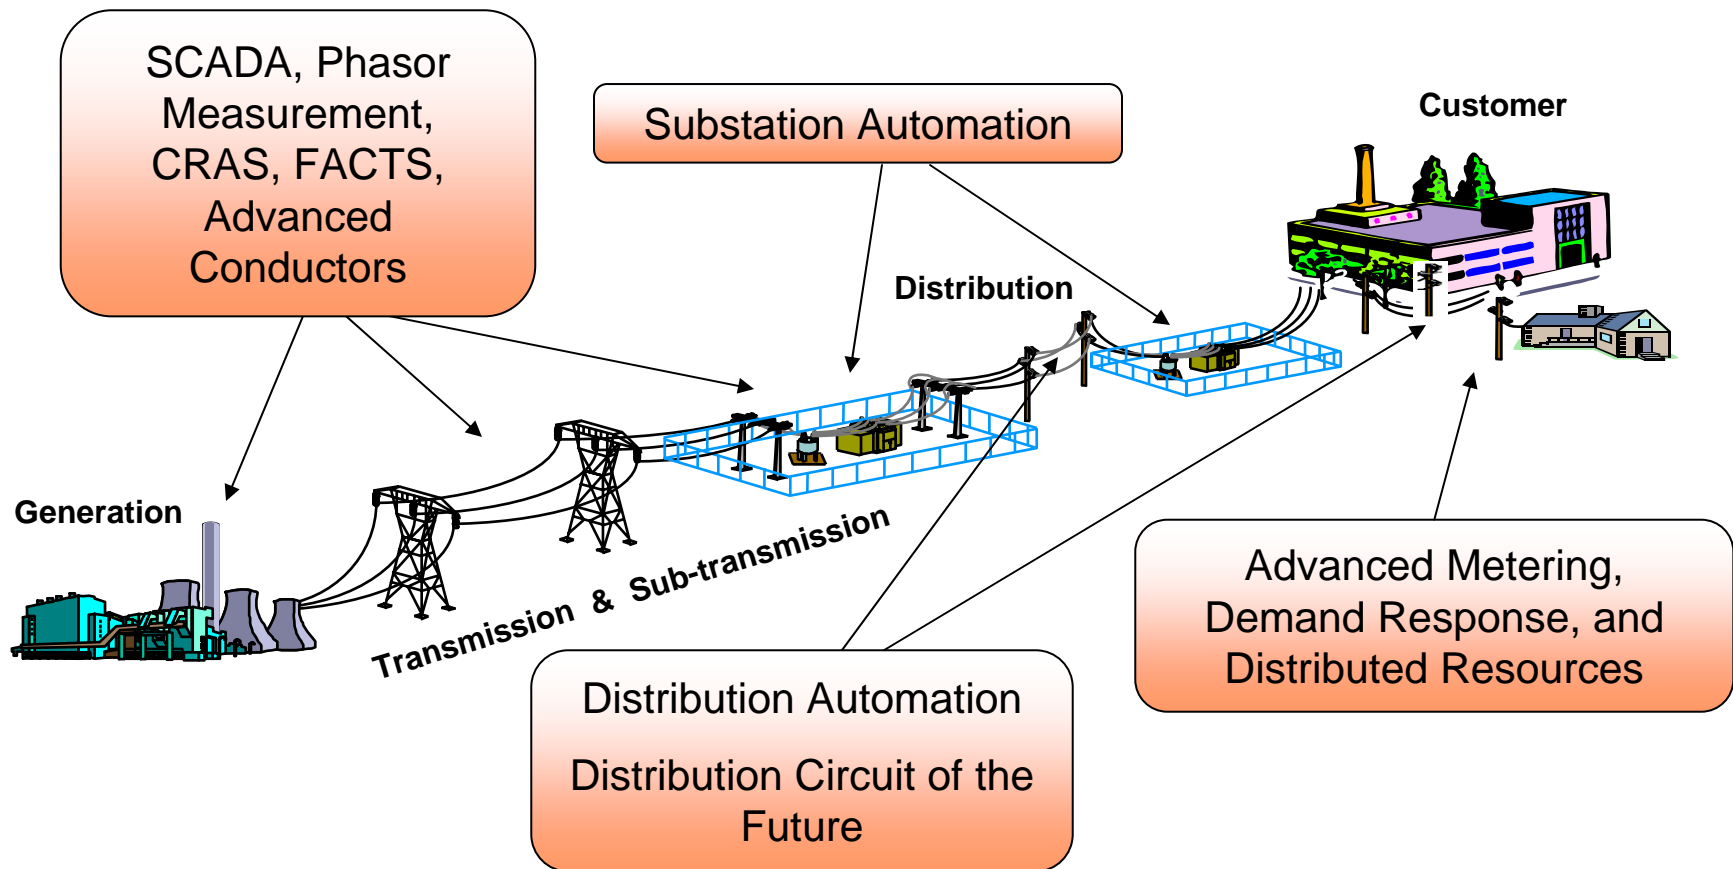 SCADA, Phasor
Measurement,
CRAS, FACTS,
Advanced
Conductors
Substation Automation
Customer
Distribution
Generation
Transmission & Sub-transmission
Advanced Metering,
Demand Response, and
Distributed Resources
Distribution Automation
Distribution Circuit of the
Future